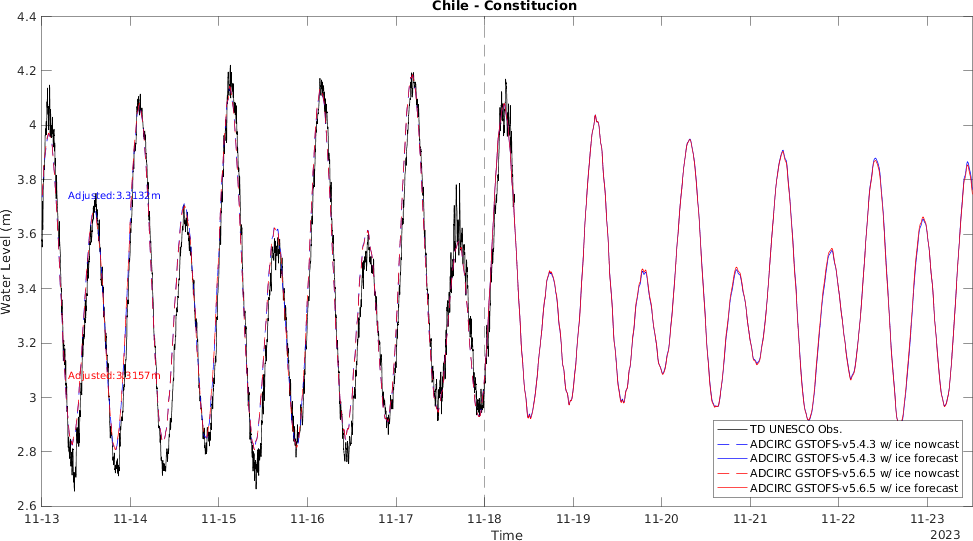 Chile - Constitucion
4.4
4.2
4
3.8
3.6
3.4
3.2
3
2.8
2.6
Water Level (m)
Adjusted:3.3132m
Adjusted:3.3157m
TD UNESCO Obs.
ADCIRC GSTOFS-v5.4.3 w/ ice nowcast
ADCIRC GSTOFS-v5.4.3 w/ ice forecast
ADCIRC GSTOFS-v5.6.5 w/ ice nowcast
ADCIRC GSTOFS-v5.6.5 w/ ice forecast
11-13 11-14 11-15 11-16 11-17 11-18 11-19 11-20 11-21 11-22 11-23
Time
2023